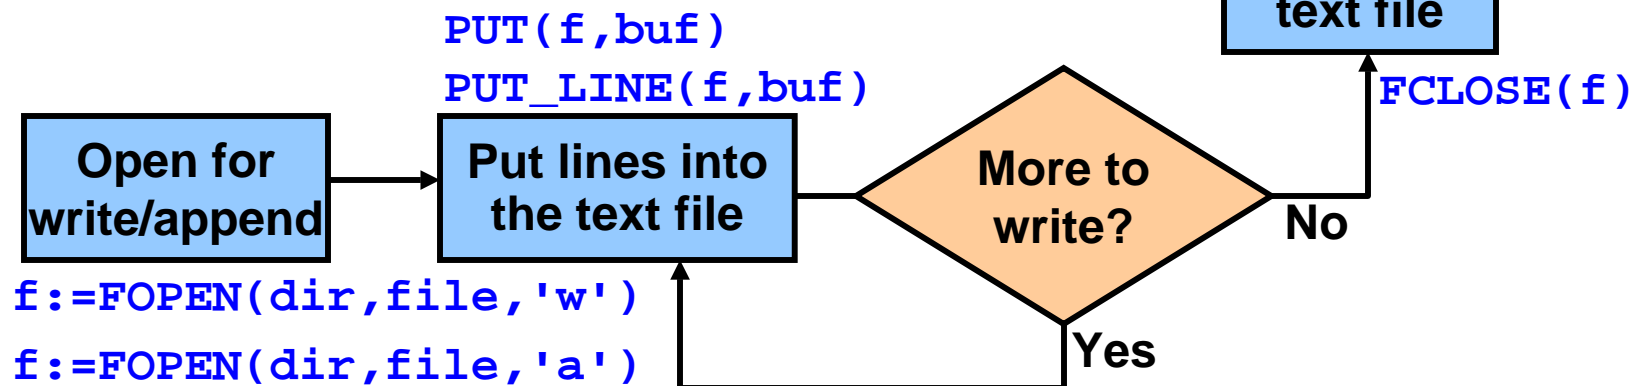 text file
PUT(f,buf)
PUT_LINE(f,buf)
FCLOSE(f)
Open for
write/append
Put lines into
the text file
More to
write?
No
f:=FOPEN(dir,file,'w')
f:=FOPEN(dir,file,'a')
Yes